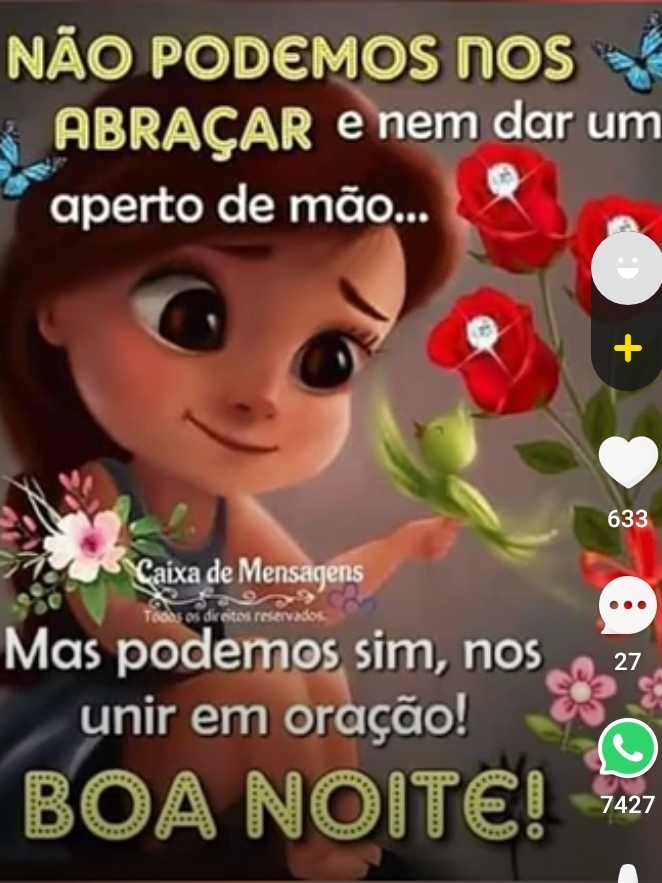 NÃO PODEMOS NOS
ABRAÇAR e nem dar um
aperto de mão...
633
Caixa de Mensagens
Todos os direitos reservados.
Mas podemos sim, nos
27
unir em oração!
BOA NOITE!
7427